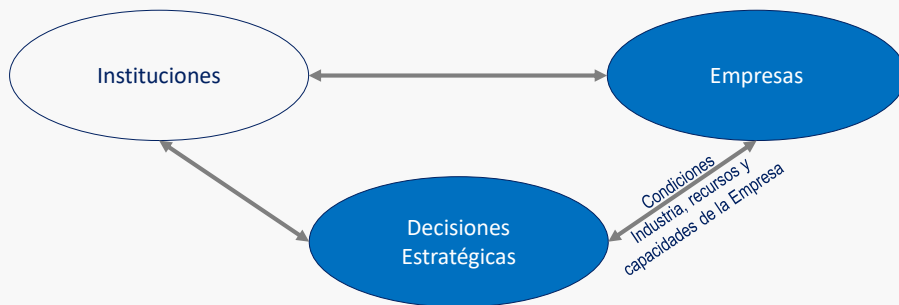 Instituciones
Empresas
Condiciones
Industria, recursos y
capacidades de la Empresa
Decisiones
Estratégicas